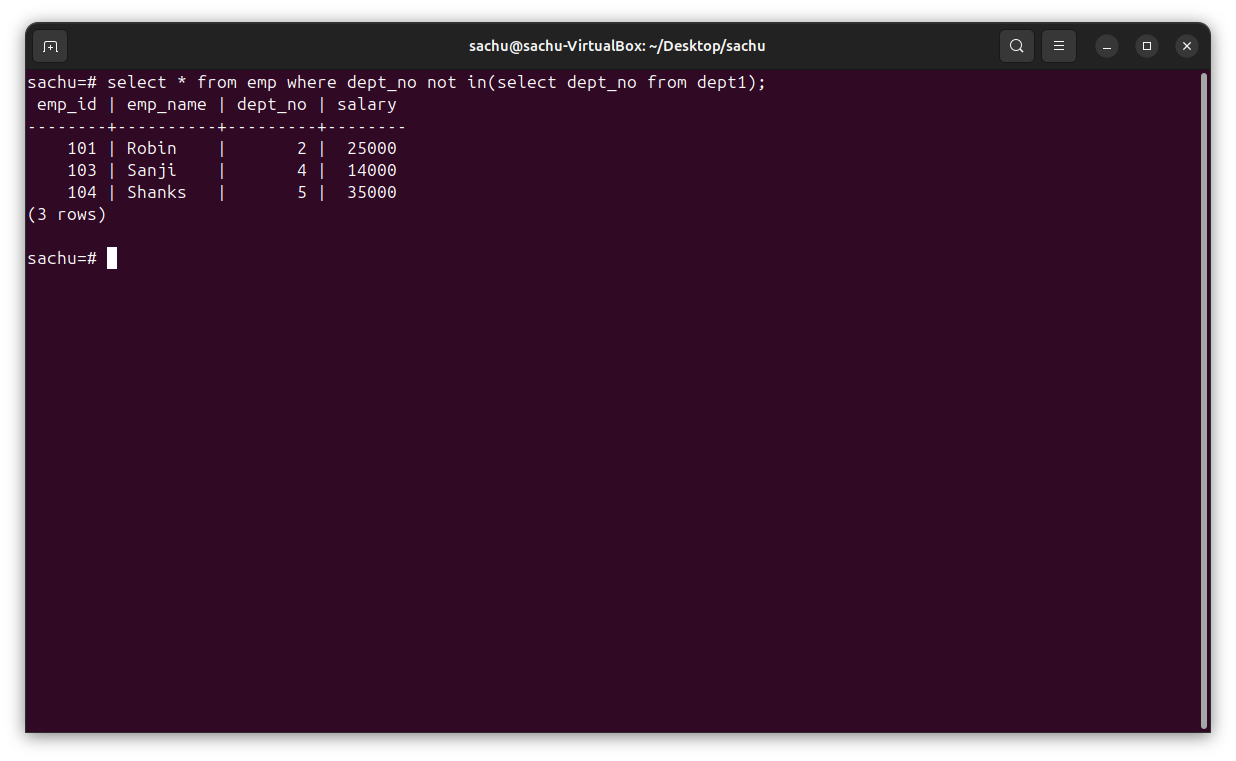 sachu@sachu-VirtualBox: ~/Desktop/sachu
sachu=# select * from emp where dept_no not in(select dept_no from dept1);
 emp_id | emp_name | dept_no | salary
--------+----------+---------+--------
    101 | Robin    |       2 |  25000
    103 | Sanji    |       4 |  14000
    104 | Shanks   |       5 |  35000
(3 rows)
sachu=#